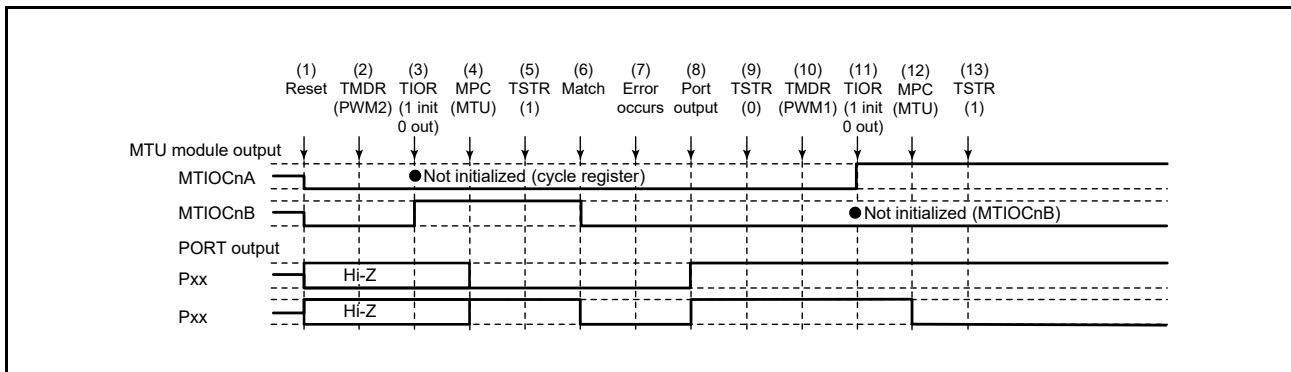 (1) (2) (3) (4) (5) (6) (7) (8) (9) (10) (11) (12) (13)
Reset TMDR TIOR MPC TSTR Match Error Port TSTR TMDR TIOR MPC TSTR
(PWM2) (1 init (MTU) (1) occurs output (0) (PWM1) (1 init (MTU) (1)
0 out) 0 out)
MTU module output
MTIOCnA ●Not initialized (cycle register)
MTIOCnB ●Not initialized (MTIOCnB)
PORT output
Pxx Hi-Z
Pxx Hi-Z